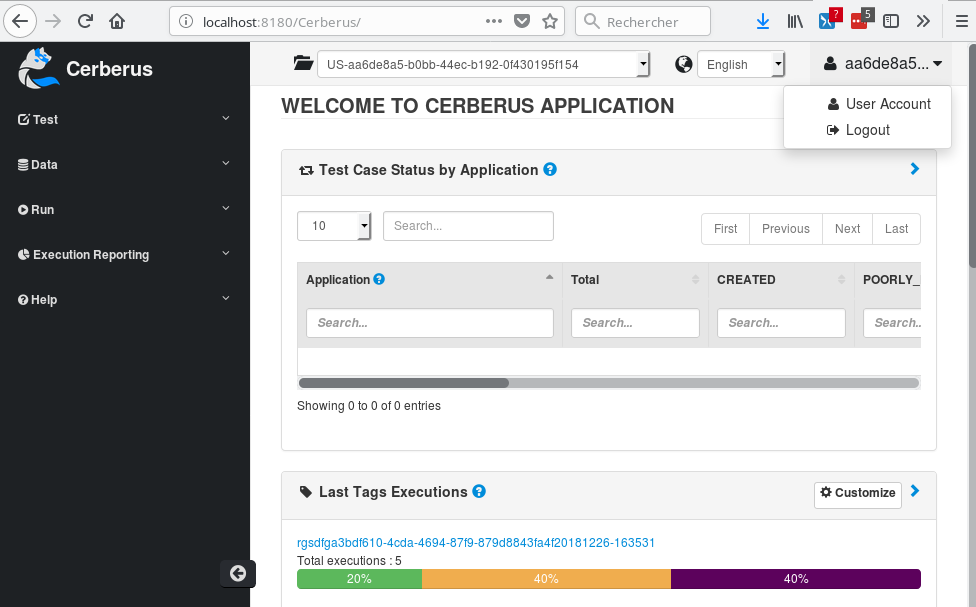 localhost:8180/Cerberus/
Rechercher
?
5
Cerberus
US-aa6de8a5-b0bb-44ec-b192-0f430195f154
English
aa6de8a5...
User Account
Logout
Test
Data
Run
Execution Reporting
Help
WELCOME TO CERBERUS APPLICATION
Test Case Status by Application ?
10
Search...
First Previous Next Last
Application ? Total CREATED POORLY_
Search... Search... Search... Search..
Showing 0 to 0 of 0 entries
Last Tags Executions ?
Customize
rgsdfga3bdf610-4cda-4694-87f9-879d8843fa4f20181226-163531
Total executions : 5
20% 40% 40%